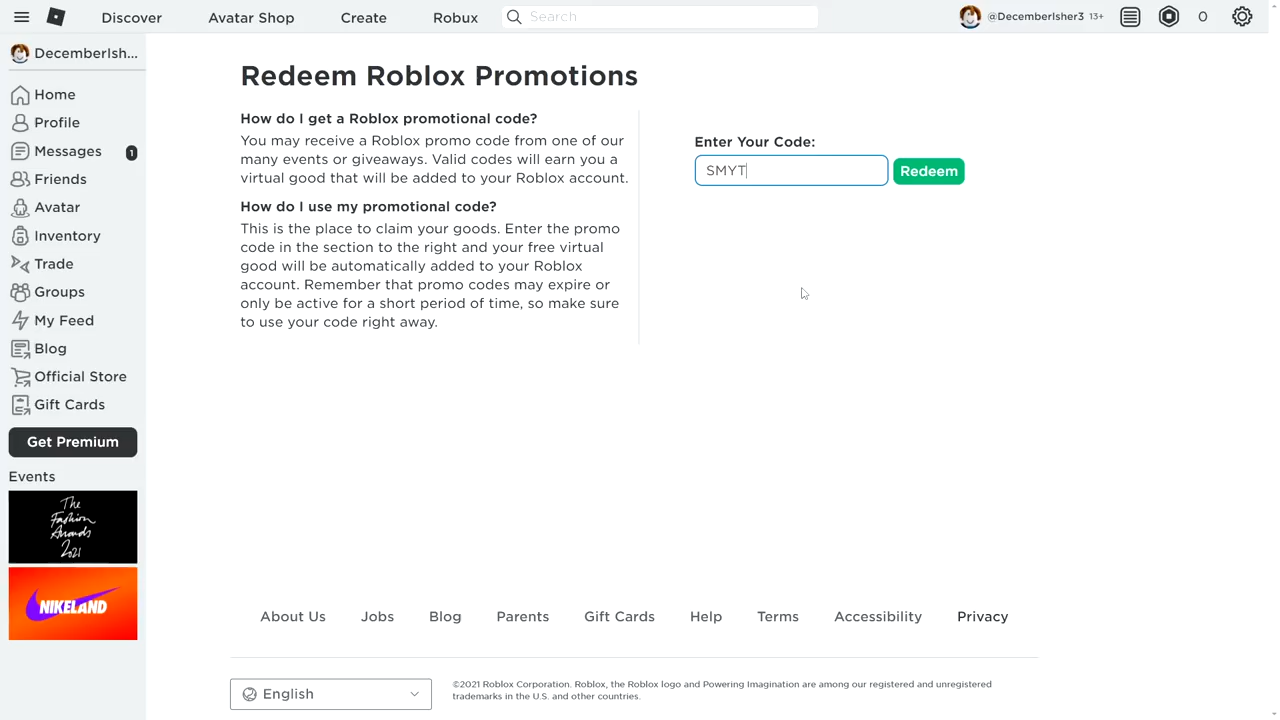 Discover
Avatar Shop
Create
Robux
Search
@DecemberIsher3 13+
0
DecemberIsh...
Home
Profile
Messages 1
Friends
Avatar
Inventory
Trade
Groups
My Feed
Blog
Official Store
Gift Cards
Get Premium
Events
The
Fashion
Awards
2021
NIKELAND
Redeem Roblox Promotions
How do I get a Roblox promotional code?
You may receive a Roblox promo code from one of our
many events or giveaways. Valid codes will earn you a
virtual good that will be added to your Roblox account.
How do I use my promotional code?
This is the place to claim your goods. Enter the promo
code in the section to the right and your free virtual
good will be automatically added to your Roblox
account. Remember that promo codes may expire or
only be active for a short period of time, so make sure
to use your code right away.
Enter Your Code:
SMYT
Redeem
About Us
Jobs
Blog
Parents
Gift Cards
Help
Terms
Accessibility
Privacy
English
©2021 Roblox Corporation. Roblox, the Roblox logo and Powering Imagination are among our registered and unregistered
trademarks in the U.S. and other countries.